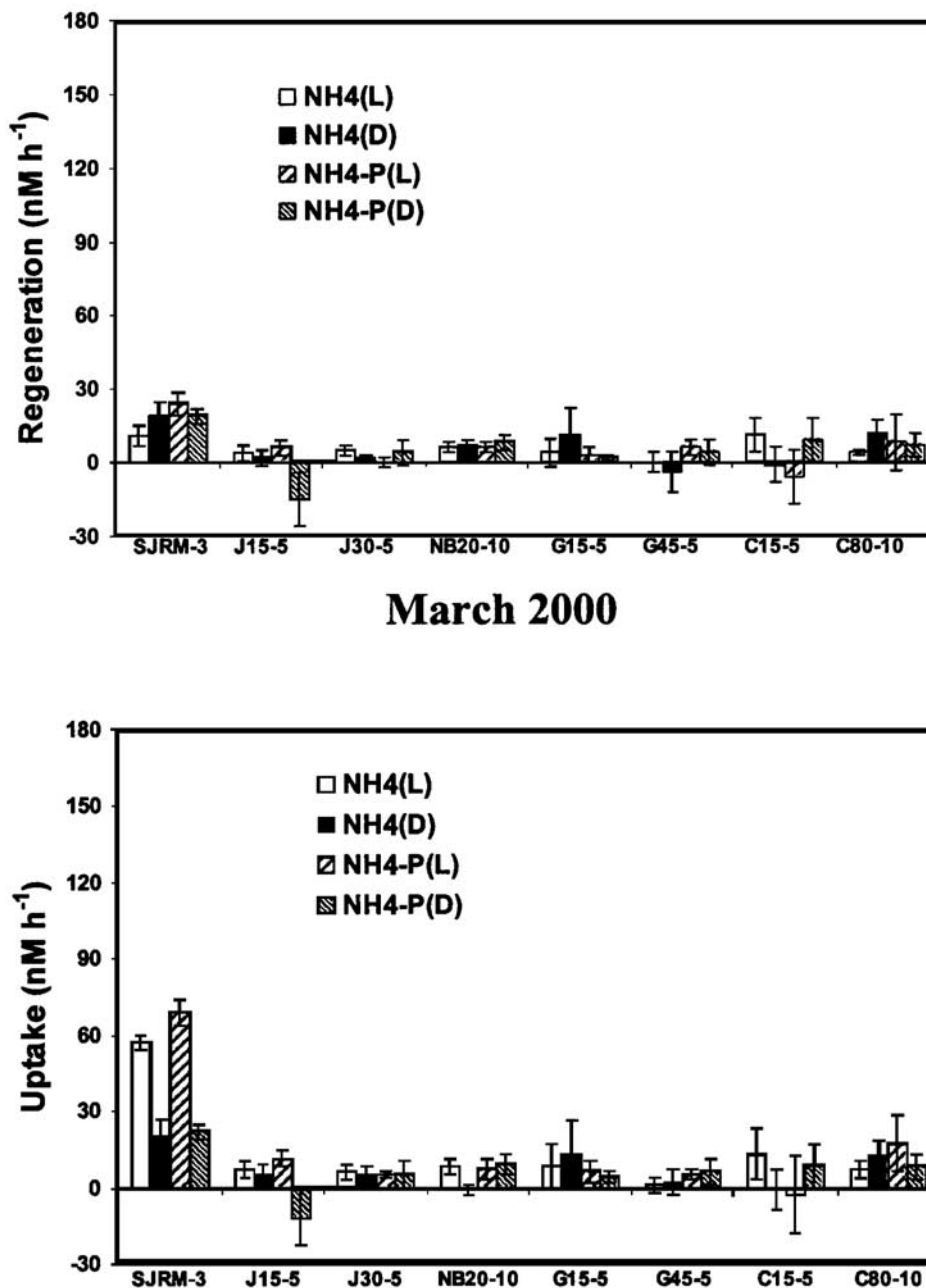 180
150
120
90
60
30
0
-30
Regeneration (nM h-1)
NH4(L)
NH4(D)
NH4-P(L)
NH4-P(D)
SJRM-3 J15-5 J30-5 NB20-10 G15-5 G45-5 C15-5 C80-10
March 2000
180
150
120
90
60
30
0
-30
Uptake (nM h-1)
NH4(L)
NH4(D)
NH4-P(L)
NH4-P(D)
SJRM-3 J15-5 J30-5 NB20-10 G15-5 G45-5 C15-5 C80-10